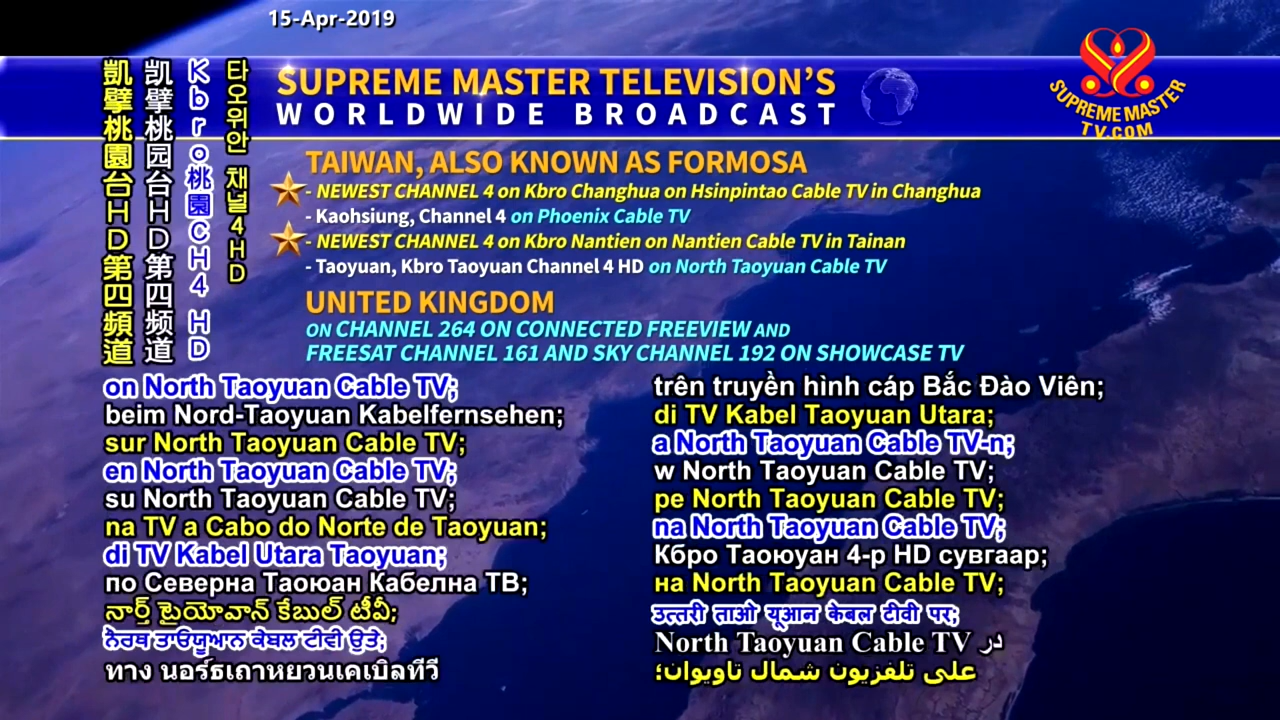 15-Apr-2019
凱擘桃園台HD第四頻道
凯擘桃园台HD第四频道
Kbro桃園CH4 HD
타오위안 채널4HD
SUPREME MASTER TELEVISION'S
WORLDWIDE BROADCAST
SUPREME MASTER
TV.COM
TAIWAN, ALSO KNOWN AS FORMOSA
- NEWEST CHANNEL 4 on Kbro Changhua on Hsinpintao Cable TV in Changhua
- Kaohsiung, Channel 4 on Phoenix Cable TV
- NEWEST CHANNEL 4 on Kbro Nantien on Nantien Cable TV in Tainan
- Taoyuan, Kbro Taoyuan Channel 4 HD on North Taoyuan Cable TV
UNITED KINGDOM
ON CHANNEL 264 ON CONNECTED FREEVIEW AND
FREESAT CHANNEL 161 AND SKY CHANNEL 192 ON SHOWCASE TV
on North Taoyuan Cable TV;
beim Nord-Taoyuan Kabelfernsehen;
sur North Taoyuan Cable TV;
en North Taoyuan Cable TV;
su North Taoyuan Cable TV;
na TV a Cabo do Norte de Taoyuan;
di TV Kabel Utara Taoyuan;
по Северна Таоюан Кабелна ТВ;
నార్త్ టైయోవాన్ కేబుల్ టీవీ;
ਨੋਰਥ ਤਾਓਯੂਆਨ ਕੇਬਲ ਟੀਵੀ ਉਤੇ;
ทาง นอร์ธเถาหยวนเคเบิลทีวี
trên truyền hình cáp Bắc Đào Viên;
di TV Kabel Taoyuan Utara;
a North Taoyuan Cable TV-n;
w North Taoyuan Cable TV;
pe North Taoyuan Cable TV;
na North Taoyuan Cable TV;
Кбро Таоюуан 4-р HD сувгаар;
на North Taoyuan Cable TV;
उत्तरी ताओ यूआन केबल टीवी पर;
در North Taoyuan Cable TV
على تلفزيون شمال تاويوان؛